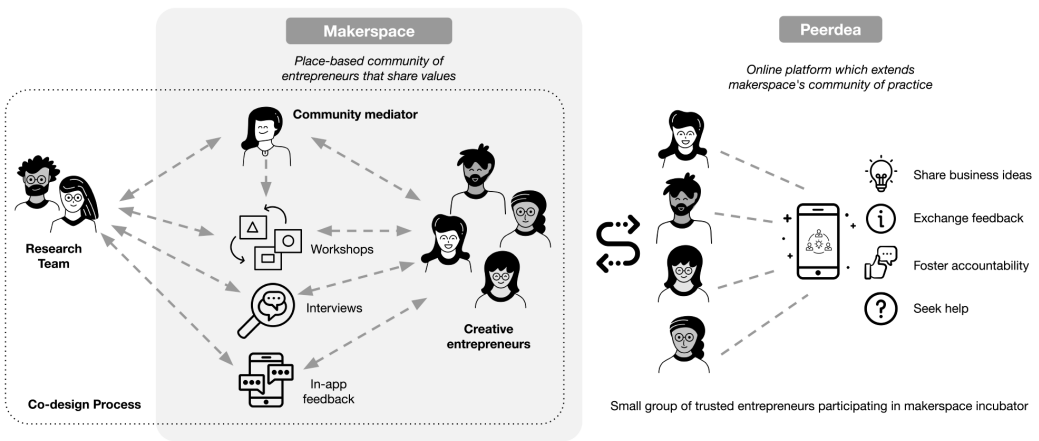 Makerspace
Place-based community of
entrepreneurs that share values
Community mediator
Research
Team
Workshops
Interviews
In-app
feedback
Creative
entrepreneurs
Co-design Process
Peerdea
Online platform which extends
makerspace's community of practice
Share business ideas
Exchange feedback
Foster accountability
Seek help
Small group of trusted entrepreneurs participating in makerspace incubator